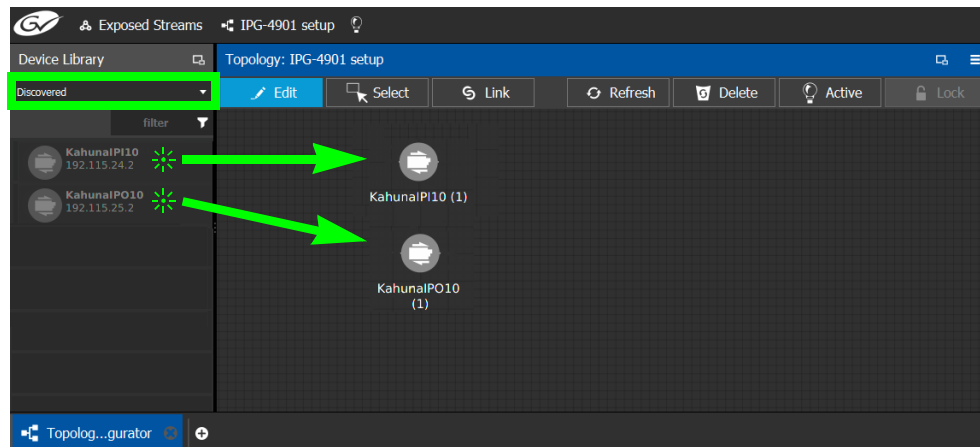 GV Exposed Streams IPG-4901 setup
Device Library
Topology: IPG-4901 setup
Discovered
Edit Select Link Refresh Delete Active Lock
filter
KahunaIPI10
192.115.24.2
KahunaIPO10
192.115.25.2
KahunaIPI10 (1)
KahunaIPO10
(1)
Topolog...gurator